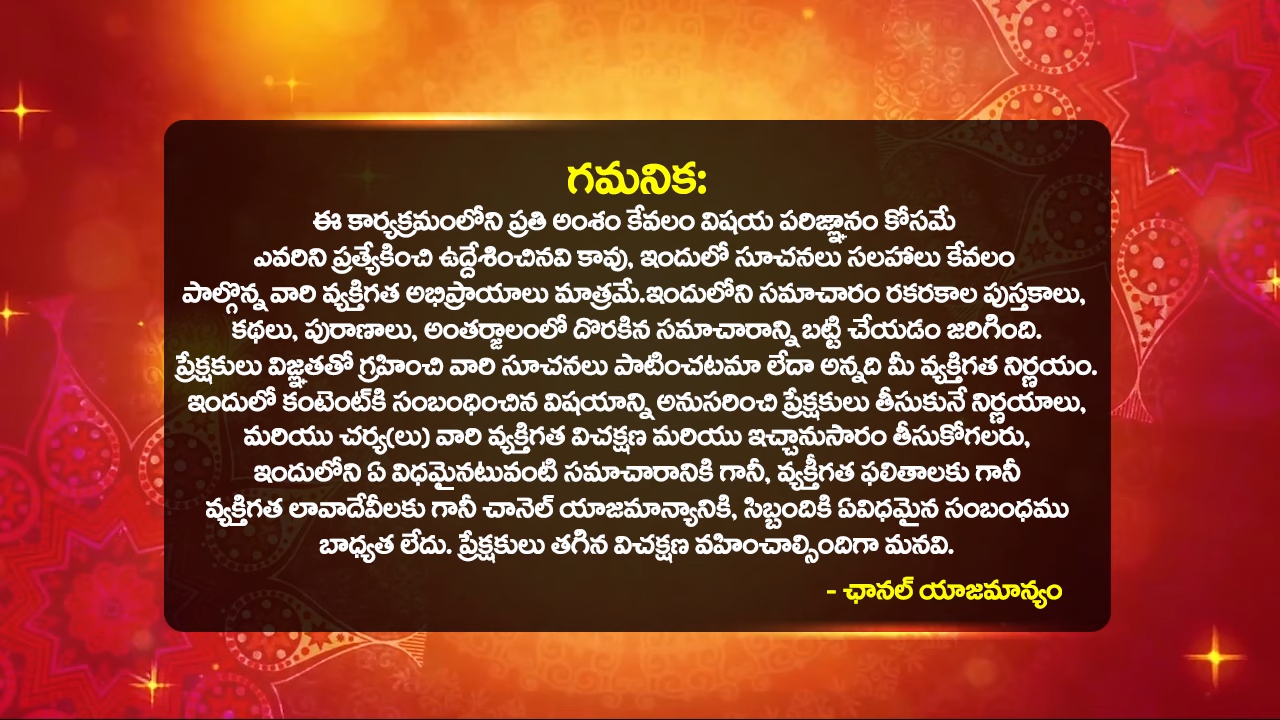 గమనిక:
ఈ కార్యక్రమంలోని ప్రతి అంశం కేవలం విషయ పరిజ్ఞానం కోసమే
ఎవరిని ప్రత్యేకించి ఉద్దేశించినవి కావు, ఇందులో సూచనలు సలహాలు కేవలం
పాల్గొన్న వారి వ్యక్తిగత అభిప్రాయాలు మాత్రమే.ఇందులోని సమాచారం రకరకాల పుస్తకాలు,
కథలు, పురాణాలు, అంతర్జాలంలో దొరకిన సమాచారాన్ని బట్టి చేయడం జరిగింది.
ప్రేక్షకులు విజ్ఞతతో గ్రహించి వారి సూచనలు పాటించటమా లేదా అన్నది మీ వ్యక్తిగత నిర్ణయం.
ఇందులో కంటెంట్‌కి సంబంధించిన విషయాన్ని అనుసరించి ప్రేక్షకులు తీసుకునే నిర్ణయాలు,
మరియు చర్య(లు) వారి వ్యక్తిగత విచక్షణ మరియు ఇచ్ఛానుసారం తీసుకోగలరు,
ఇందులోని ఏ విధమైనటువంటి సమాచారానికి గానీ, వ్యక్తీగత ఫలితాలకు గానీ
వ్యక్తిగత లావాదేవీలకు గానీ చానెల్ యాజమాన్యానికి, సిబ్బందికి ఏవిధమైన సంబంధము
బాధ్యత లేదు. ప్రేక్షకులు తగిన విచక్షణ వహించాల్సిందిగా మనవి.
- ఛానల్ యాజమాన్యం